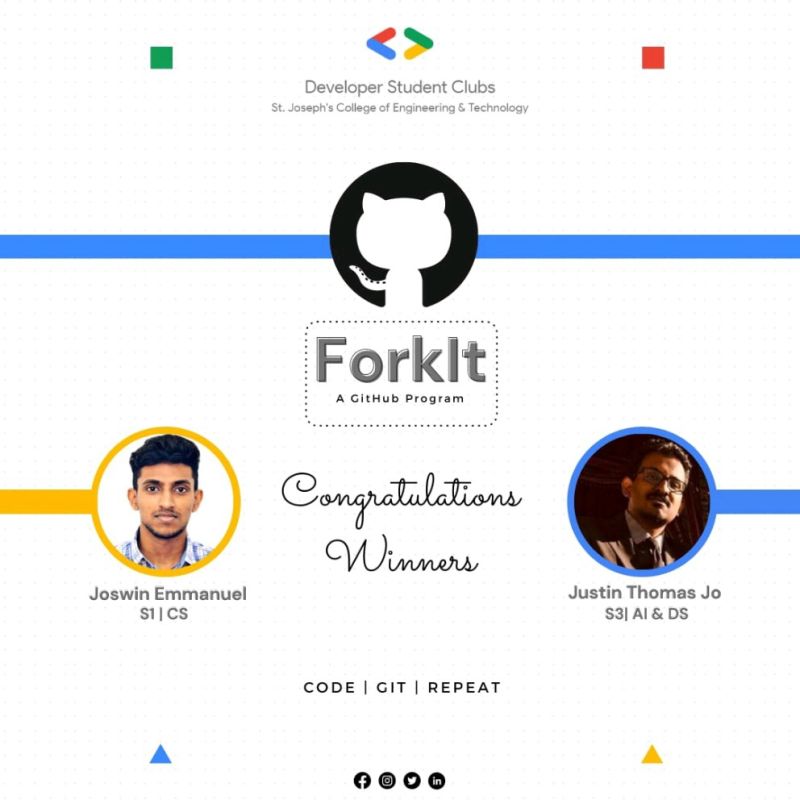 Developer Student Clubs
St. Joseph's College of Engineering & Technology
ForkIt
A GitHub Program
Congratulations
Winners
Joswin Emmanuel
S1 | CS
Justin Thomas Jo
S3| AI & DS
CODE | GIT | REPEAT